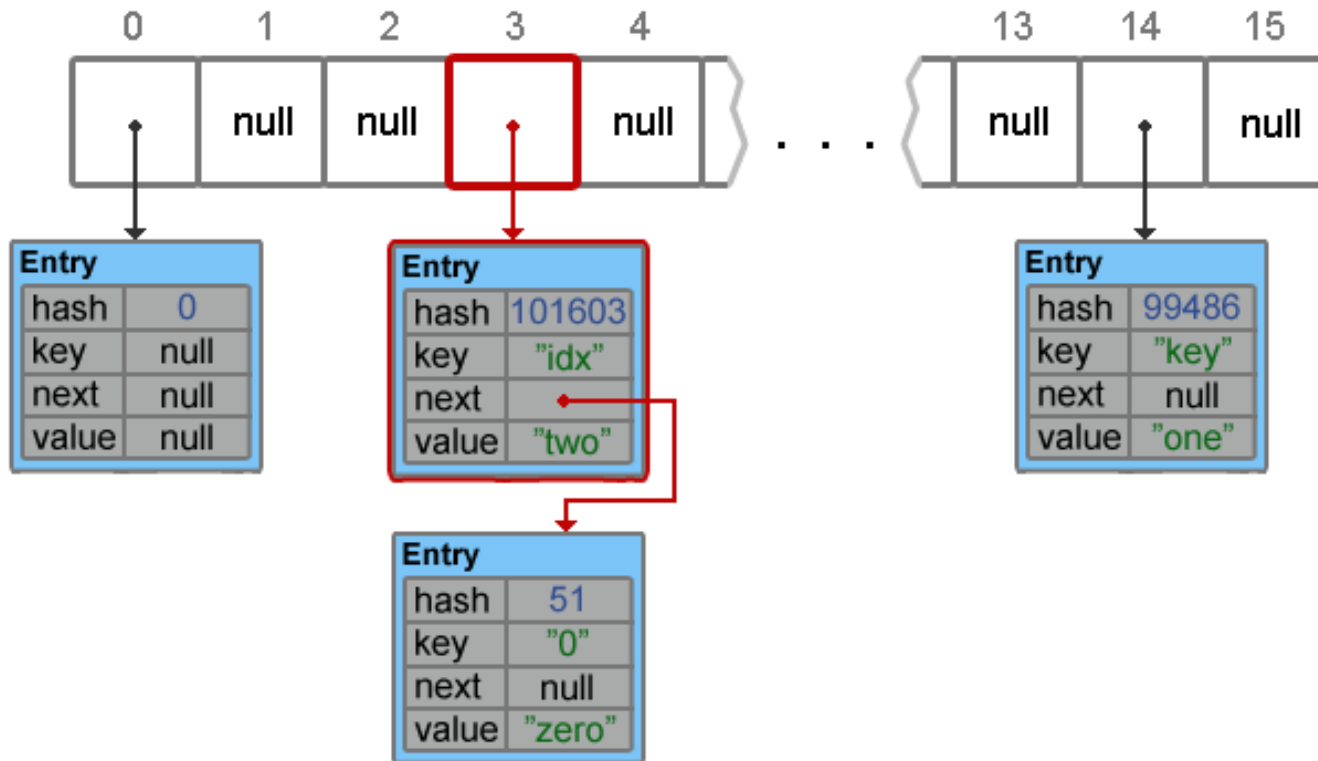 0 1 2 3 4 13 14 15
null null null . . . null null
Entry
hash 0
key null
next null
value null
Entry
hash 101603
key ”idx”
next
value ”two”
Entry
hash 99486
key ”key”
next null
value ”one”
Entry
hash 51
key ”0”
next null
value ”zero”